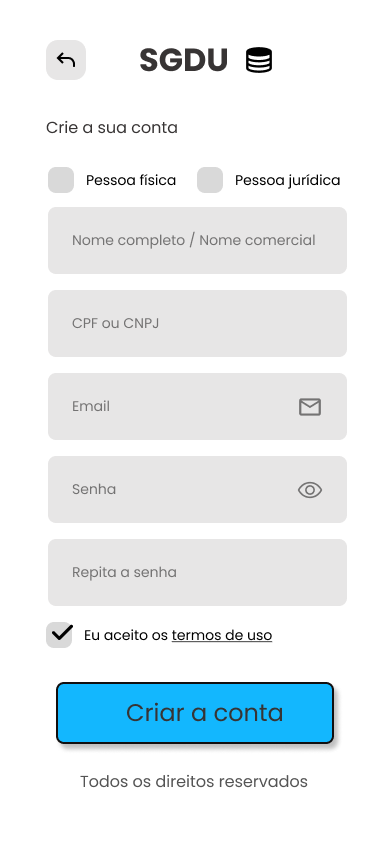 SGDU
Crie a sua conta
Pessoa física Pessoa jurídica
Nome completo / Nome comercial
CPF ou CNPJ
Email
Senha
Repita a senha
Eu aceito os termos de uso
Criar a conta
Todos os direitos reservados